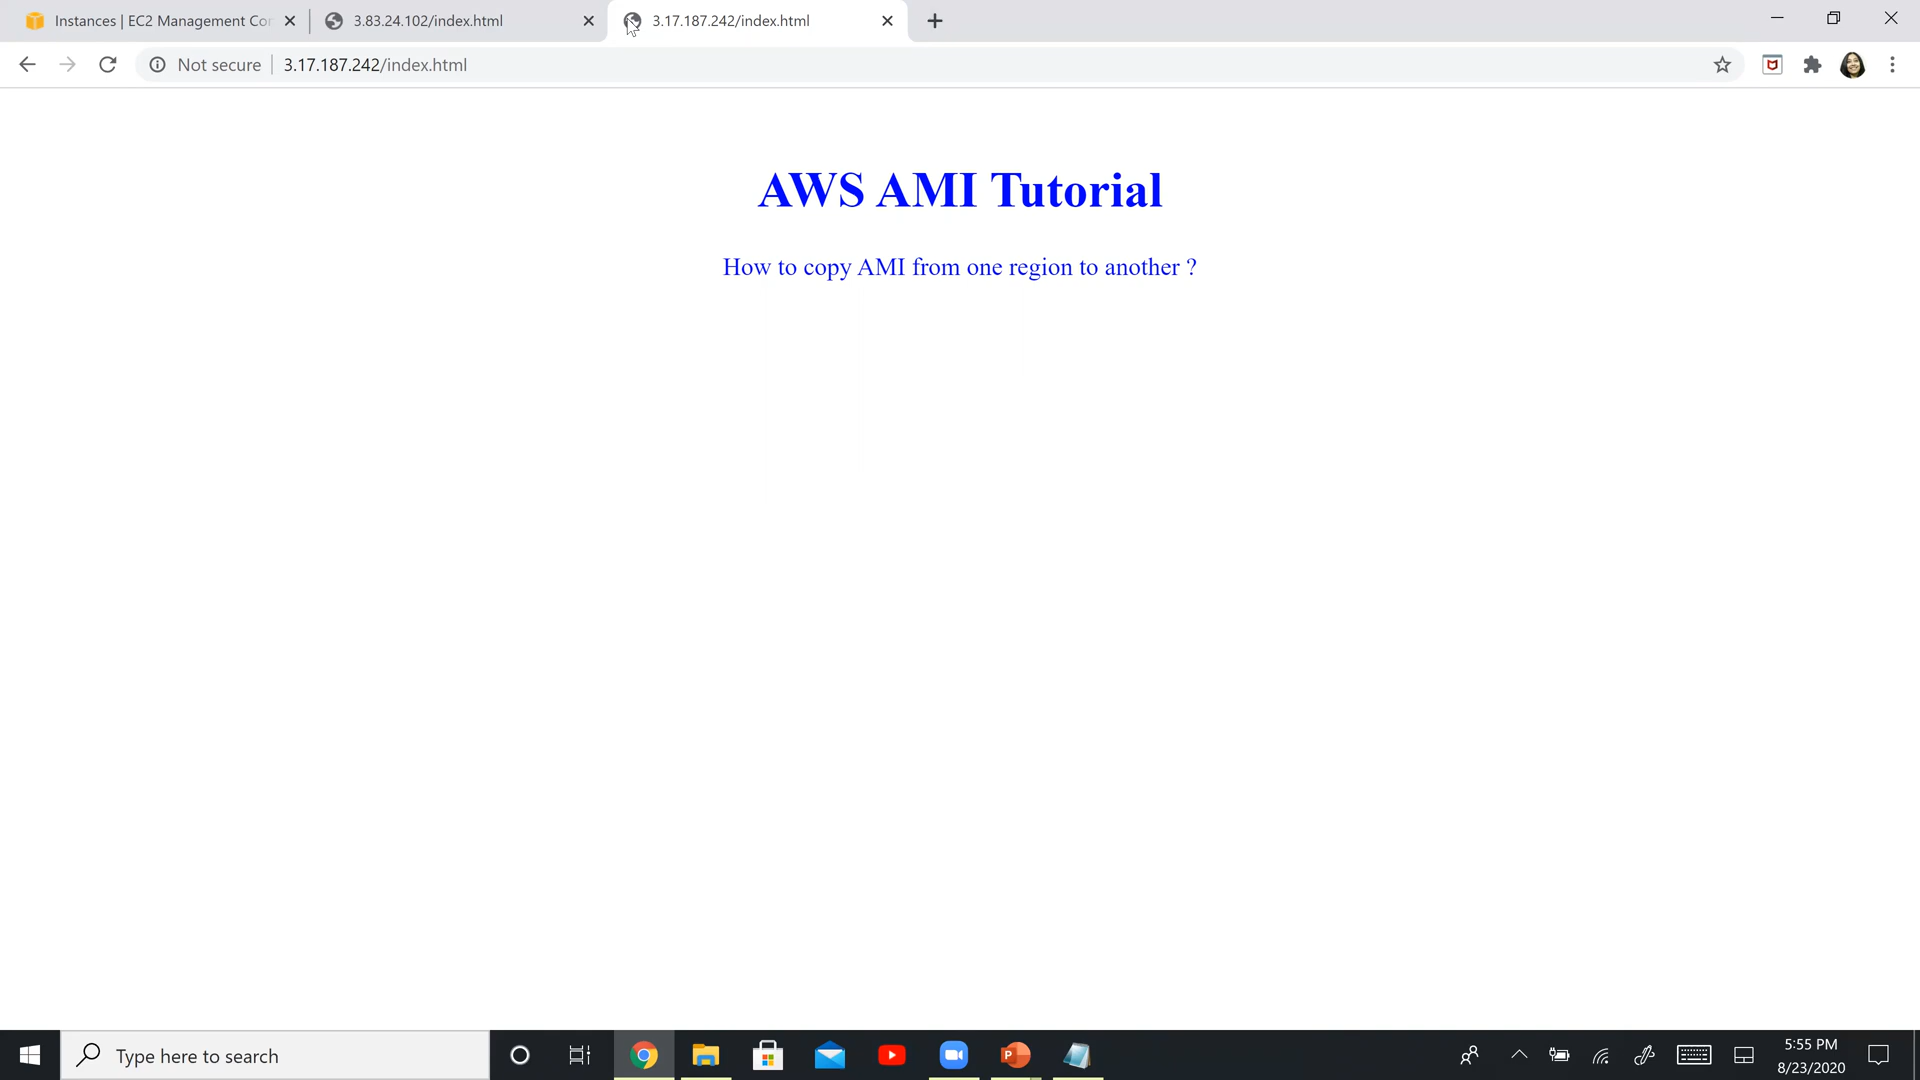 Instances | EC2 Management Con
3.83.24.102/index.html
3.17.187.242/index.html
Not secure
3.17.187.242/index.html
AWS AMI Tutorial
How to copy AMI from one region to another ?
Type here to search
5:55 PM
8/23/2020